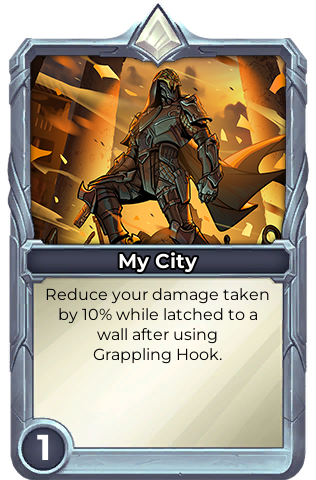 My City
Reduce your damage taken
by 10% while latched to a
wall after using
Grappling Hook.
1